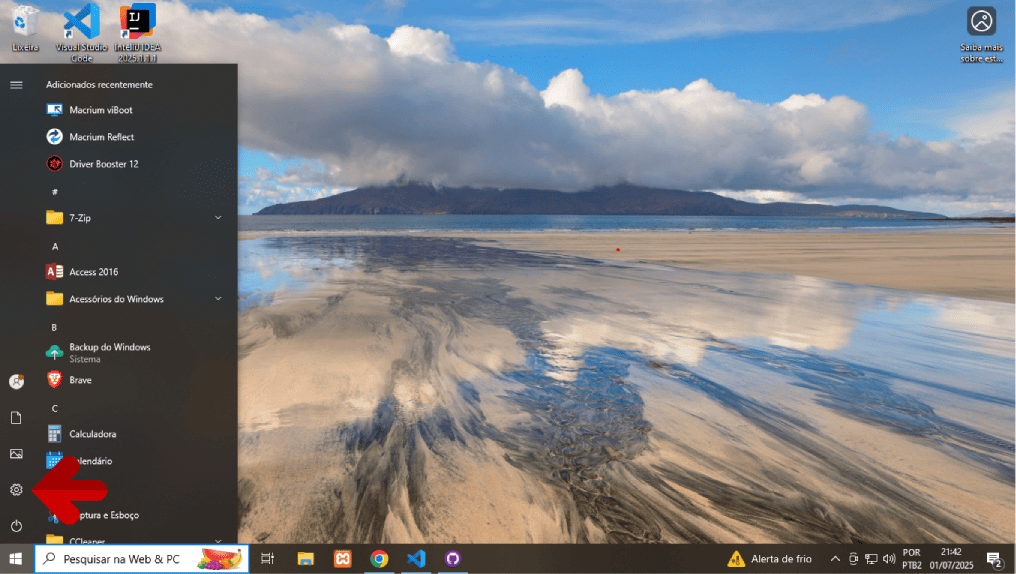 Lixeira
Visual Studio
Code
IntelliJ IDEA
2025.1.1.1
Saiba mais
sobre est...
Adicionados recentemente
Macrium viBoot
Macrium Reflect
Driver Booster 12
#
7-Zip
A
Access 2016
Acessórios do Windows
B
Backup do Windows
Sistema
Brave
C
Calculadora
lendário
ptura e Esboço
CCleaner
Pesquisar na Web & PC
Alerta de frio
POR
PTB2
21:42
01/07/2025
2